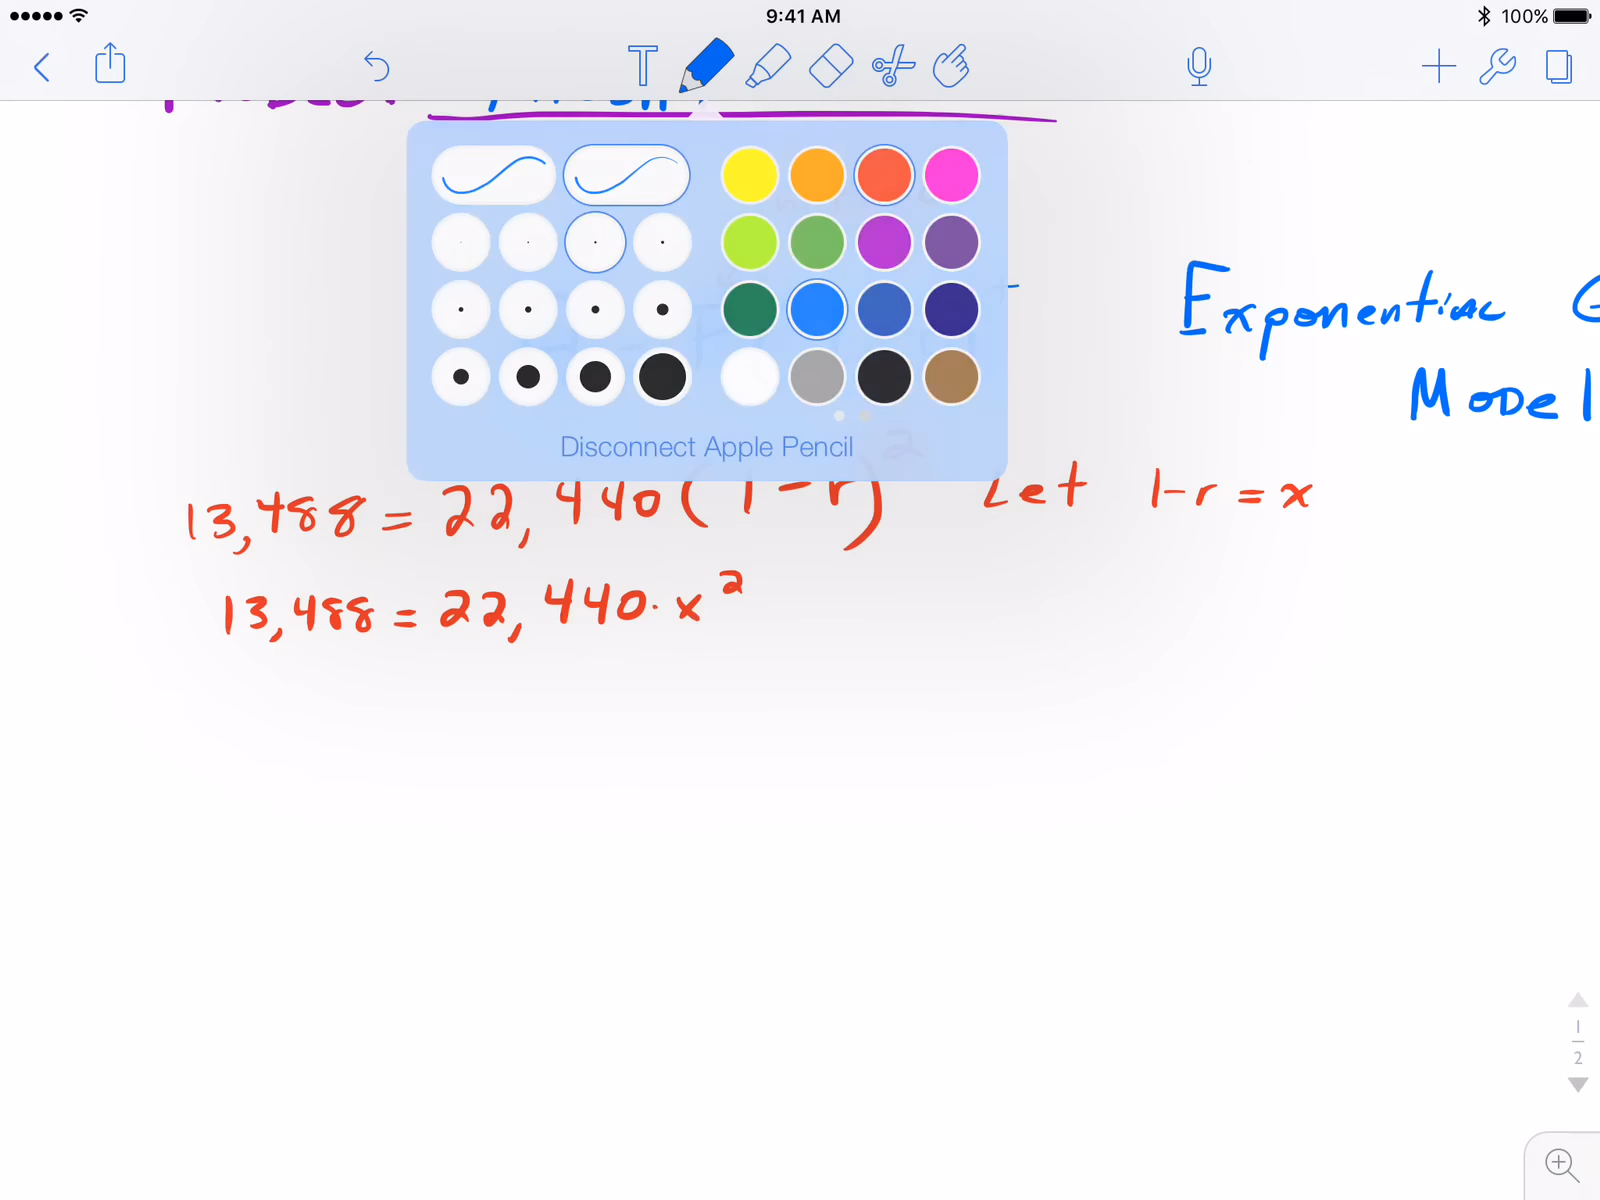 9:41 AM
100%
T
Disconnect Apple Pencil
Exponential G
Model
13,488 = 22,440(1-r)² Let 1-r = x
13,488 = 22,440·x²
1
2